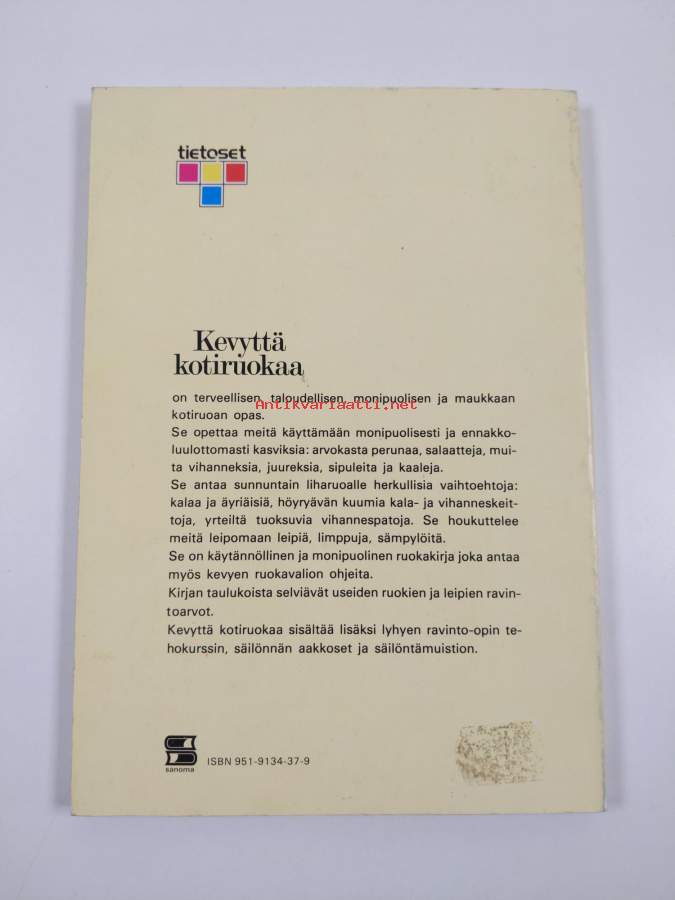 tietoset
Kevyttä
kotiruokaa
on terveellisen, taloudellisen, monipuolisen ja maukkaan
Antikvariaatti.net
kotiruoan opas.
Se opettaa meitä käyttämään monipuolisesti ja ennakko-
luulottomasti kasviksia: arvokasta perunaa, salaatteja, mui-
ta vihanneksia, juureksia, sipuleita ja kaaleja.
Se antaa sunnuntain liharuoalle herkullisia vaihtoehtoja:
kalaa ja äyriäisiä, höyryävän kuumia kala- ja vihanneskeit-
toja, yrteiltä tuoksuvia vihannespatoja. Se houkuttelee
meitä leipomaan leipiä, limppuja, sämpylöitä.
Se on käytännöllinen ja monipuolinen ruokakirja joka antaa
myös kevyen ruokavalion ohjeita.
Kirjan taulukoista selviävät useiden ruokien ja leipien ravin-
toarvot.
Kevyttä kotiruokaa sisältää lisäksi lyhyen ravinto-opin te-
hokurssin, säilönnän aakkoset ja säilöntämuistion.
sanoma
ISBN 951-9134-37-9